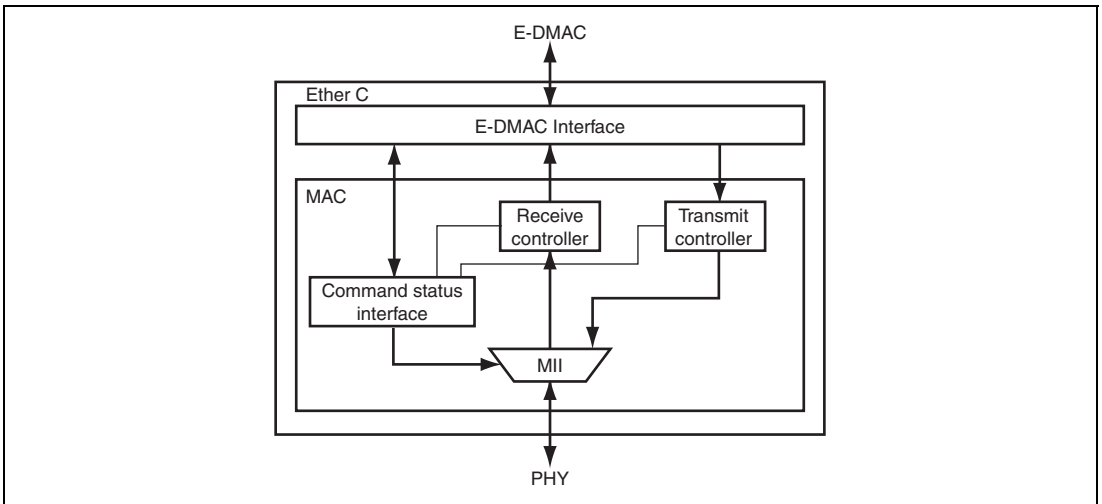 E-DMAC
Ether C
E-DMAC Interface
MAC
Receive
controller
Transmit
controller
Command status
interface
MII
PHY